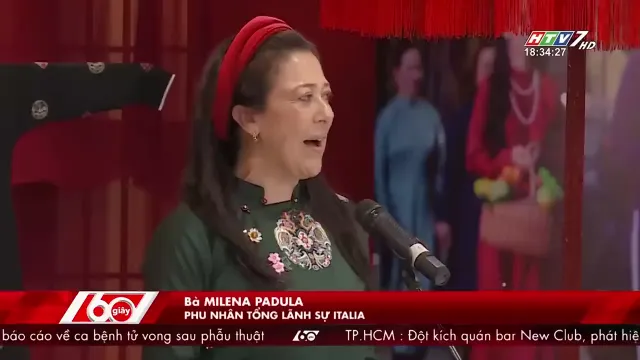 HTV7 HD
18:34:27
60 giây
Bà MILENA PADULA
PHU NHÂN TỔNG LÃNH SỰ ITALIA
báo cáo về ca bệnh tử vong sau phẫu thuật 60giây TP.HCM : Đột kích quán bar New Club, phát hiệ